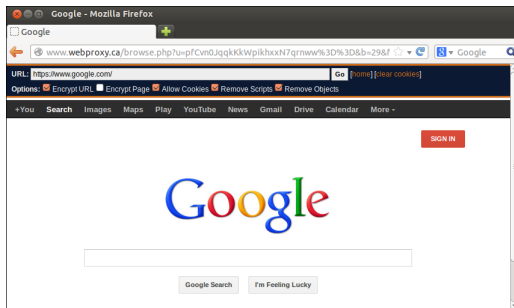 Google - Mozilla Firefox
Google
www.webproxy.ca/browse.php?u=pfCvn0JqqkKkWpikhxxN7qrnww%3D%3D&b=29&f
Google
URL: https://www.google.com/ Go [home] [clear cookies]
Options: Encrypt URL Encrypt Page Allow Cookies Remove Scripts Remove Objects
+You Search Images Maps Play YouTube News Gmail Drive Calendar More -
SIGN IN
Google
Google Search I'm Feeling Lucky